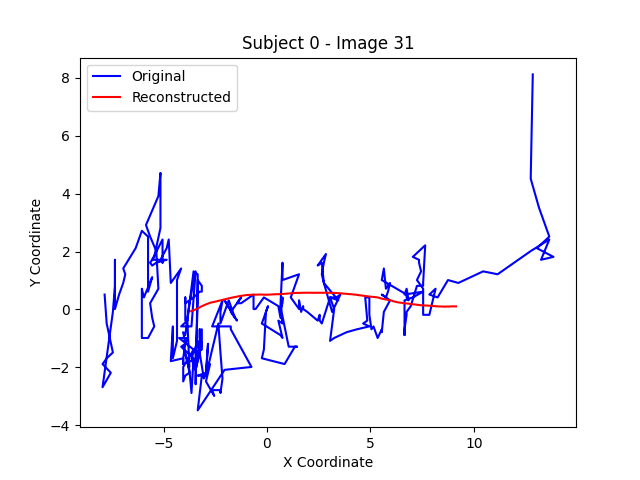 Subject 0 - Image 31
Original
Reconstructed
8
6
4
2
0
−2
−4
Y Coordinate
−5
0
5
10
X Coordinate